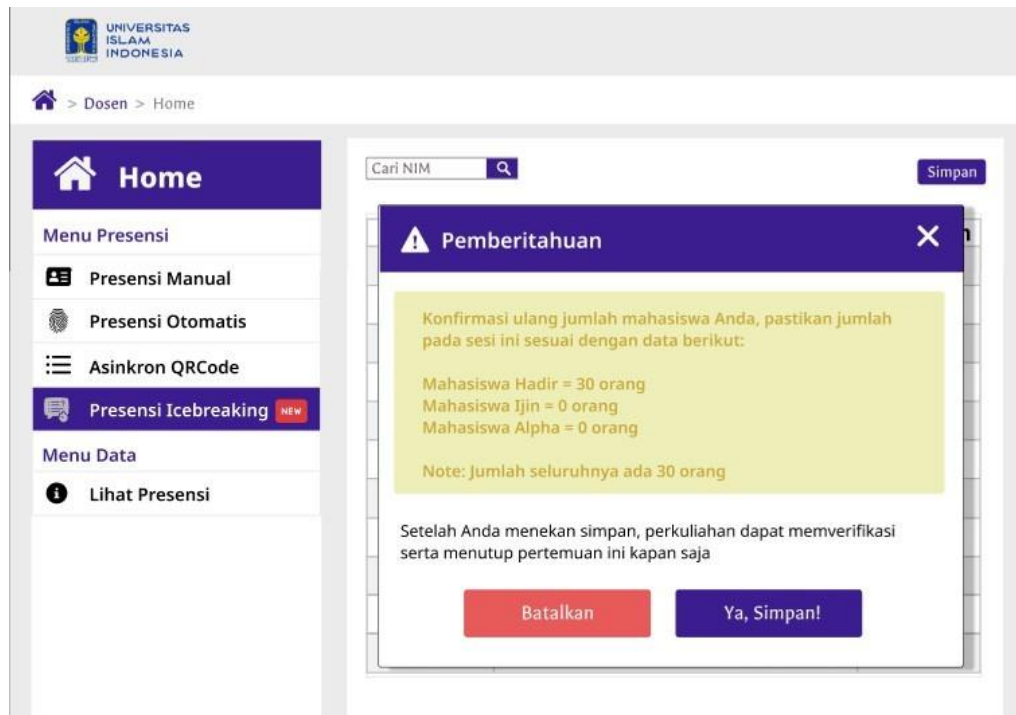 UNIVERSITAS
ISLAM
INDONESIA
> Dosen > Home
Home
Menu Presensi
Presensi Manual
Presensi Otomatis
Asinkron QRCode
Presensi Icebreaking NEW
Menu Data
Lihat Presensi
Cari NIM
Simpan
Pemberitahuan
Konfirmasi ulang jumlah mahasiswa Anda, pastikan jumlah
pada sesi ini sesuai dengan data berikut:
Mahasiswa Hadir = 30 orang
Mahasiswa Ijin = 0 orang
Mahasiswa Alpha = 0 orang
Note: Jumlah seluruhnya ada 30 orang
Setelah Anda menekan simpan, perkuliahan dapat memverifikasi
serta menutup pertemuan ini kapan saja
Batalkan
Ya, Simpan!